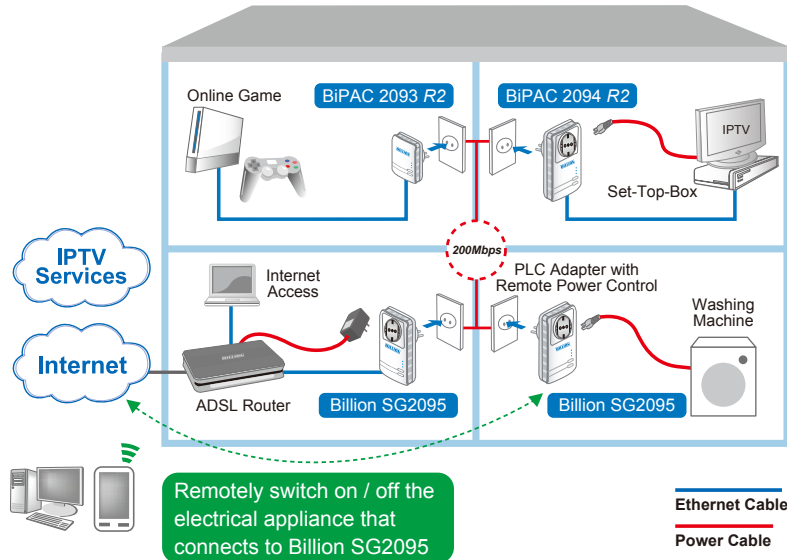 Online Game
BiPAC 2093 R2
BiPAC 2094 R2
IPTV
Set-Top-Box
200Mbps
IPTV
Services
Internet
Access
PLC Adapter with
Remote Power Control
Washing
Machine
Internet
BILLION
ADSL Router
Billion SG2095
Billion SG2095
Remotely switch on / off the
electrical appliance that
connects to Billion SG2095
Ethernet Cable
Power Cable